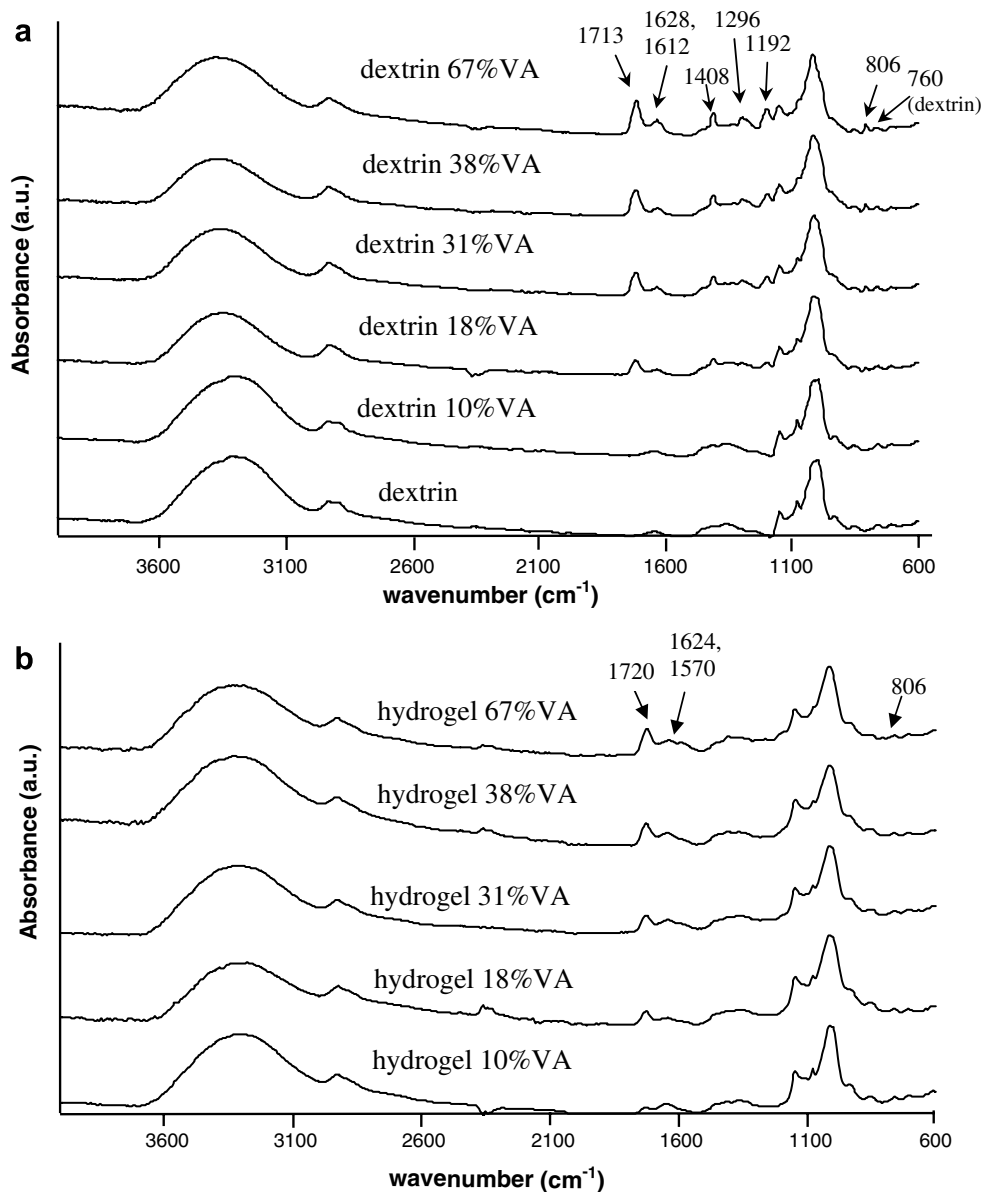 a
1713
1628,
1612
1296
1192
1408
806
760
(dextrin)
dextrin 67%VA
dextrin 38%VA
dextrin 31%VA
dextrin 18%VA
dextrin 10%VA
dextrin
Absorbance (a.u.)
3600 3100 2600 2100 1600 1100 600
wavenumber (cm-1)
b
1720
1624,
1570
806
hydrogel 67%VA
hydrogel 38%VA
hydrogel 31%VA
hydrogel 18%VA
hydrogel 10%VA
Absorbance (a.u.)
3600 3100 2600 2100 1600 1100 600
wavenumber (cm-1)